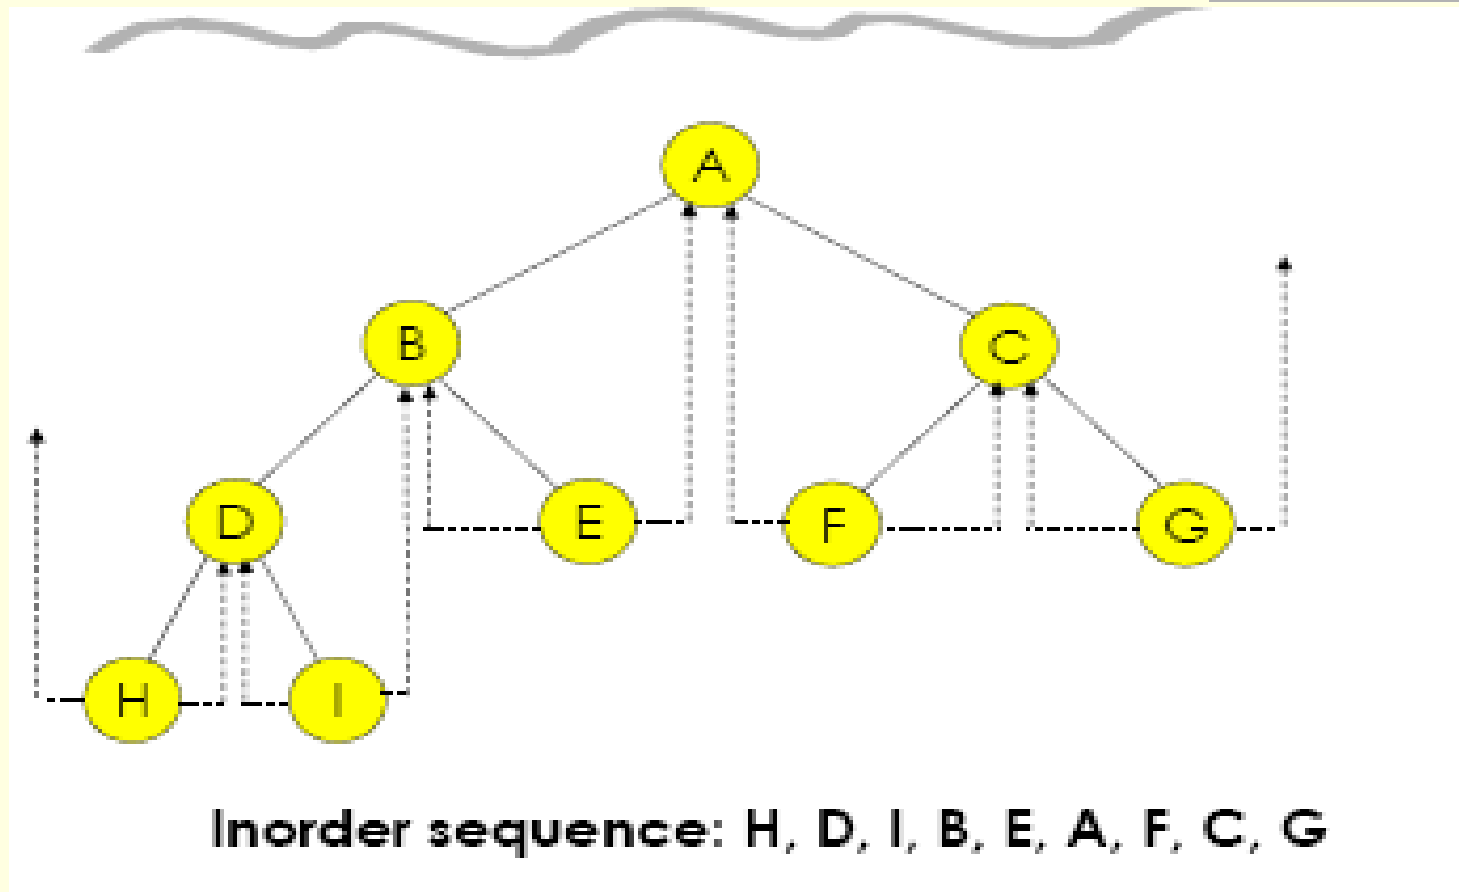 A
B
C
D
E
F
G
H
I
Inorder sequence: H, D, I, B, E, A, F, C, G